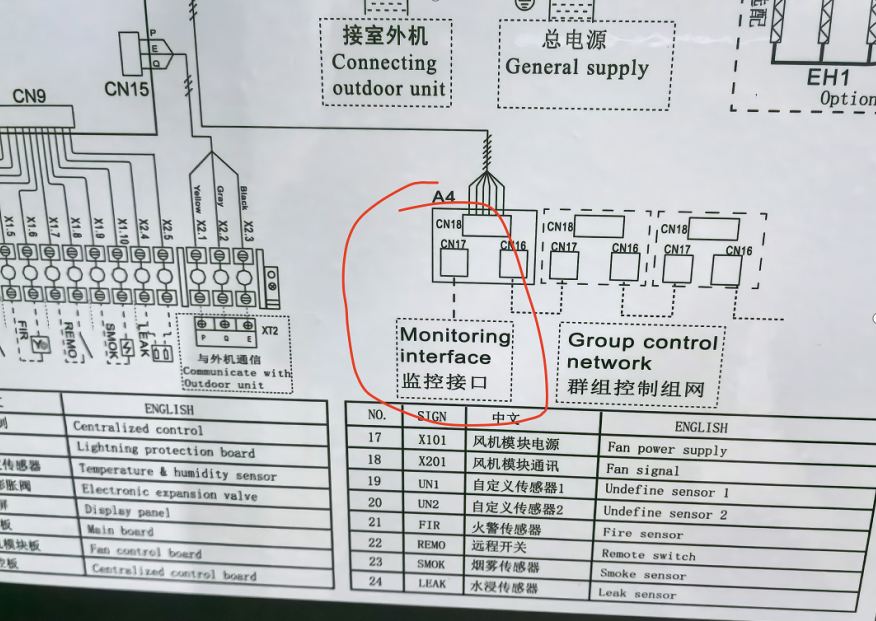 接室外机
Connecting
outdoor unit
总电源
General supply
选配
EH1
Option
P
E
Q
CN15
CN9
Yellow
Gray
Black
X1.5
X1.6
X1.7
X1.8
X1.9
X1.10
X2.4
X2.5
X2.1
X2.2
X2.3
FIR
REMO
SMOK
LEAK
XT2
P Q E
与外机通信
Communicate with
Outdoor unit
A4
CN18
CN17
CN16
CN18
CN17
CN16
CN18
CN17
CN16
Monitoring
interface
监控接口
Group control
network
群组控制组网
ENGLISH
Centralized control
Lightning protection board
传感器 Temperature & humidity sensor
膨胀阀 Electronic expansion valve
屏 Display panel
板 Main board
模块板 Fan control board
控板 Centralized control board
NO. SIGN 中文 ENGLISH
17 X101 风机模块电源 Fan power supply
18 X201 风机模块通讯 Fan signal
19 UN1 自定义传感器1 Undefine sensor 1
20 UN2 自定义传感器2 Undefine sensor 2
21 FIR 火警传感器 Fire sensor
22 REMO 远程开关 Remote switch
23 SMOK 烟雾传感器 Smoke sensor
24 LEAK 水浸传感器 Leak sensor